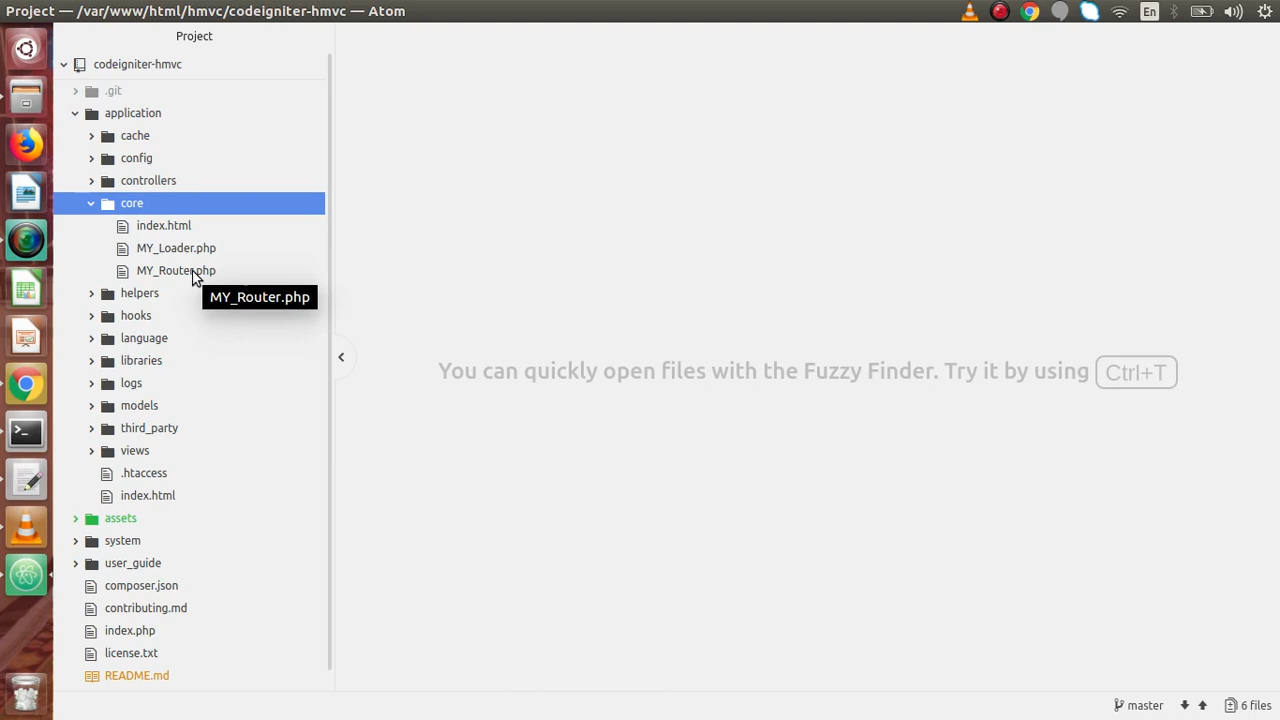 Project — /var/www/html/hmvc/codeigniter-hmvc — Atom
En
Project
codeigniter-hmvc
.git
application
cache
config
controllers
core
index.html
MY_Loader.php
MY_Router.php
MY_Router.php
helpers
hooks
language
libraries
logs
models
third_party
views
.htaccess
index.html
assets
system
user_guide
composer.json
contributing.md
index.php
license.txt
README.md
You can quickly open files with the Fuzzy Finder. Try it by using Ctrl+T
master
6 files